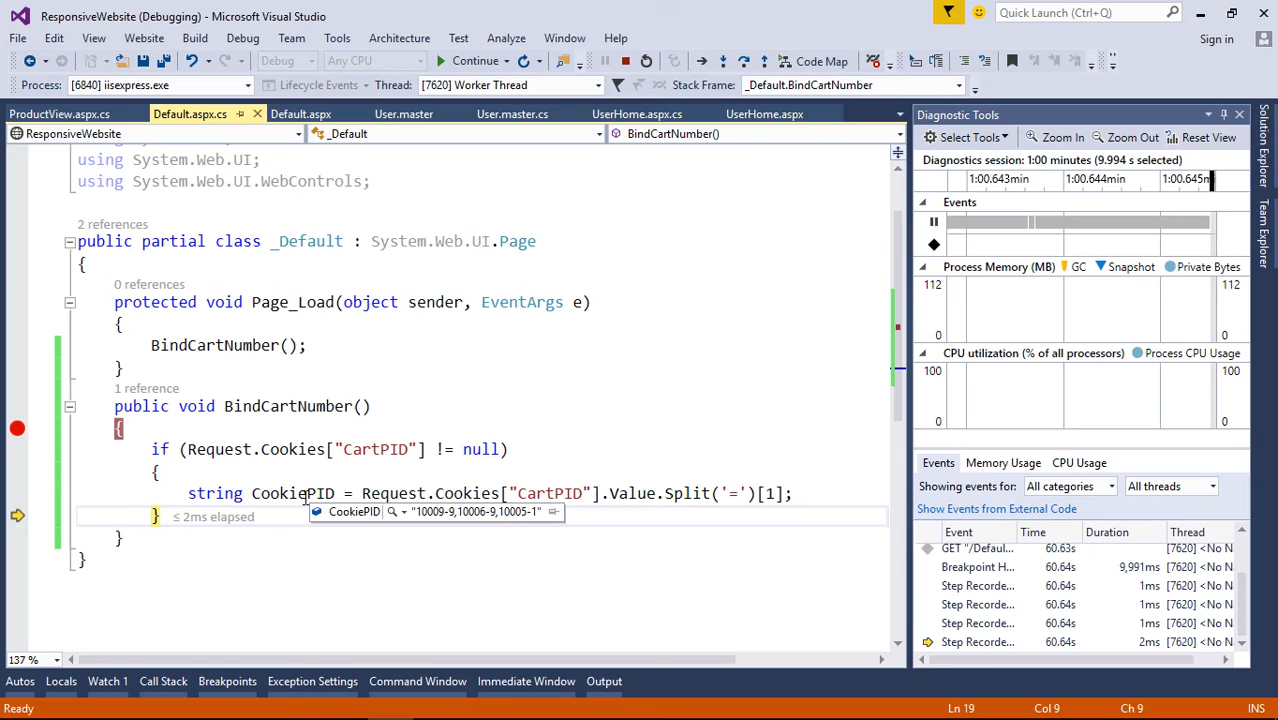 ResponsiveWebsite (Debugging) - Microsoft Visual Studio
Quick Launch (Ctrl+Q)
File Edit View Website Build Debug Team Tools Architecture Test Analyze Window Help
Sign in
Debug Any CPU Continue Code Map
Process: [6840] iisexpress.exe Lifecycle Events Thread: [7620] Worker Thread Stack Frame: _Default.BindCartNumber
ProductView.aspx.cs Default.aspx.cs Default.aspx User.master User.master.cs UserHome.aspx.cs UserHome.aspx
ResponsiveWebsite _Default BindCartNumber()
using System.Web.UI;
using System.Web.UI.WebControls;
2 references
public partial class _Default : System.Web.UI.Page
{
0 references
protected void Page_Load(object sender, EventArgs e)
{
BindCartNumber();
}
1 reference
public void BindCartNumber()
{
if (Request.Cookies["CartPID"] != null)
{
string CookiePID = Request.Cookies["CartPID"].Value.Split('=')[1];
} ≤ 2ms elapsed
CookiePID "10009-9,10006-9,10005-1"
}
}
137 %
Diagnostic Tools
Select Tools Zoom In Zoom Out Reset View
Diagnostics session: 1:00 minutes (9.994 s selected)
1:00.643min 1:00.644min 1:00.645m
Events
Process Memory (MB) GC Snapshot Private Bytes
112 112
0 0
CPU utilization (% of all processors) Process CPU Usage
100 100
0 0
Events Memory Usage CPU Usage
Showing events for: All categories All threads
Show Events from External Code
Event Time Duration Thread
GET "/Defaul... 60.63s [7620] <No N
Breakpoint H... 60.64s 9,991ms [7620] <No N
Step Recorde... 60.64s 1ms [7620] <No N
Step Recorde... 60.64s 1ms [7620] <No N
Step Recorde... 60.64s 1ms [7620] <No N
Step Recorde... 60.64s 2ms [7620] <No N
Solution Explorer
Team Explorer
Autos Locals Watch 1 Call Stack Breakpoints Exception Settings Command Window Immediate Window Output
Ready Ln 19 Col 9 Ch 9 INS